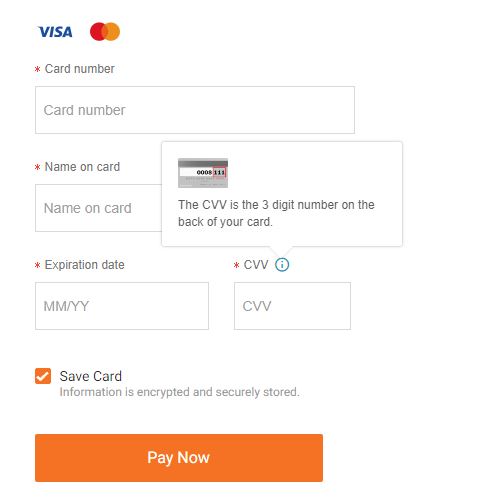 VISA
* Card number
Card number
* Name on card
Name on card
0008 111
The CVV is the 3 digit number on the
back of your card.
* Expiration date
* CVV
MM/YY
CVV
Save Card
Information is encrypted and securely stored.
Pay Now